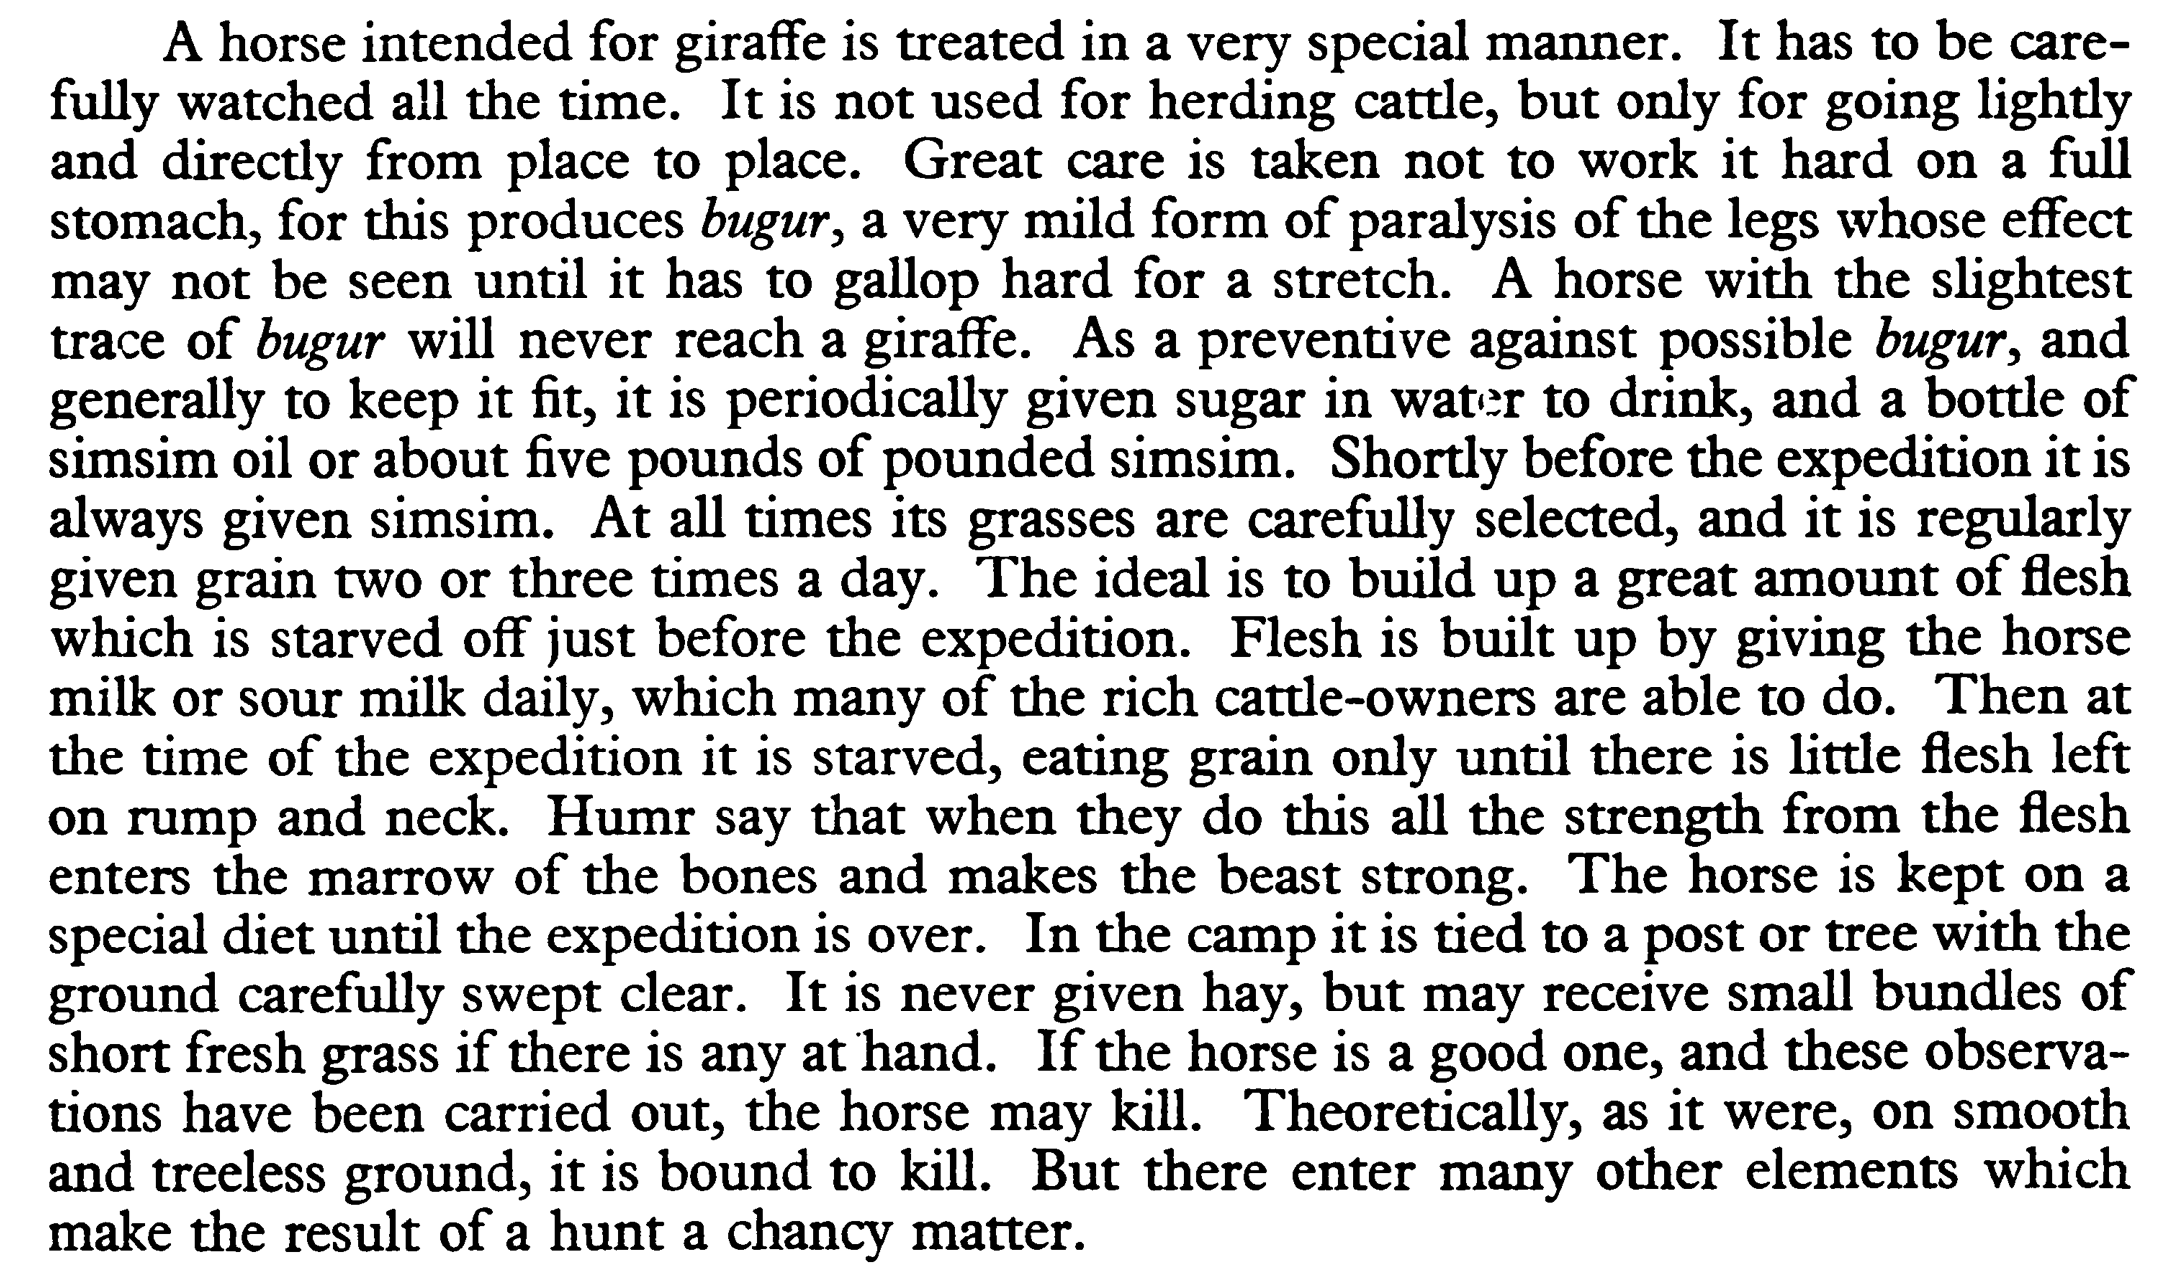 A horse intended for giraffe is treated in a very special manner. It has to be care-
fully watched all the time. It is not used for herding cattle, but only for going lightly
and directly from place to place. Great care is taken not to work it hard on a full
stomach, for this produces bugur, a very mild form of paralysis of the legs whose effect
may not be seen until it has to gallop hard for a stretch. A horse with the slightest
trace of bugur will never reach a giraffe. As a preventive against possible bugur, and
generally to keep it fit, it is periodically given sugar in water to drink, and a bottle of
simsim oil or about five pounds of pounded simsim. Shortly before the expedition it is
always given simsim. At all times its grasses are carefully selected, and it is regularly
given grain two or three times a day. The ideal is to build up a great amount of flesh
which is starved off just before the expedition. Flesh is built up by giving the horse
milk or sour milk daily, which many of the rich cattle-owners are able to do. Then at
the time of the expedition it is starved, eating grain only until there is little flesh left
on rump and neck. Humr say that when they do this all the strength from the flesh
enters the marrow of the bones and makes the beast strong. The horse is kept on a
special diet until the expedition is over. In the camp it is tied to a post or tree with the
ground carefully swept clear. It is never given hay, but may receive small bundles of
short fresh grass if there is any at hand. If the horse is a good one, and these observa-
tions have been carried out, the horse may kill. Theoretically, as it were, on smooth
and treeless ground, it is bound to kill. But there enter many other elements which
make the result of a hunt a chancy matter.